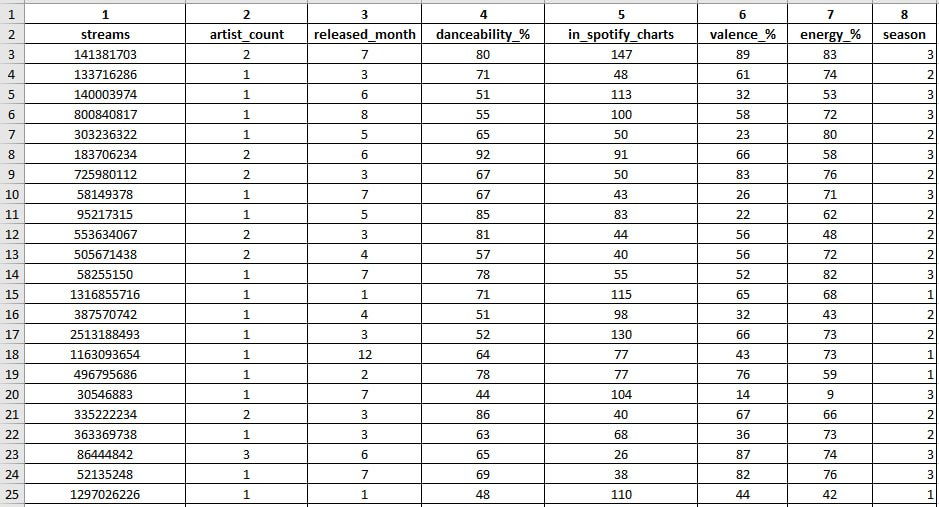 1 1 2 3 4 5 6 7 8
2 streams artist_count released_month danceability_% in_spotify_charts valence_% energy_% season
3 141381703 2 7 80 147 89 83 3
4 133716286 1 3 71 48 61 74 2
5 140003974 1 6 51 113 32 53 3
6 800840817 1 8 55 100 58 72 3
7 303236322 1 5 65 50 23 80 2
8 183706234 2 6 92 91 66 58 3
9 725980112 2 3 67 50 83 76 2
10 58149378 1 7 67 43 26 71 3
11 95217315 1 5 85 83 22 62 2
12 553634067 2 3 81 44 56 48 2
13 505671438 2 4 57 40 56 72 2
14 58255150 1 7 78 55 52 82 3
15 1316855716 1 1 71 115 65 68 1
16 387570742 1 4 51 98 32 43 2
17 2513188493 1 3 52 130 66 73 2
18 1163093654 1 12 64 77 43 73 1
19 496795686 1 2 78 77 76 59 1
20 30546883 1 7 44 104 14 9 3
21 335222234 2 3 86 40 67 66 2
22 363369738 1 3 63 68 36 73 2
23 86444842 3 6 65 26 87 74 3
24 52135248 1 7 69 38 82 76 3
25 1297026226 1 1 48 110 44 42 1